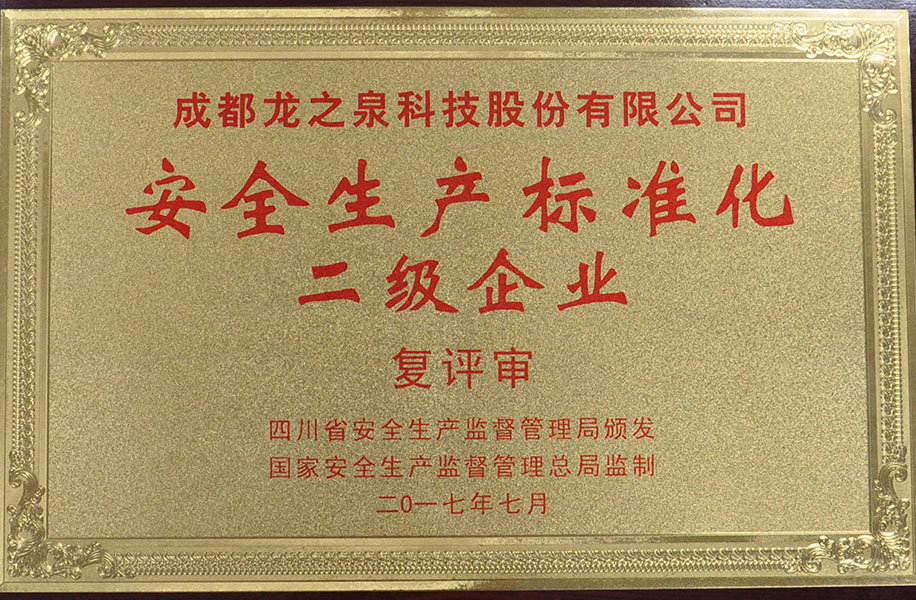 成都龙之泉科技股份有限公司
安全生产标准化
二级企业
复评审
四川省安全生产监督管理局颁发
国家安全生产监督管理总局监制
二0一七年七月